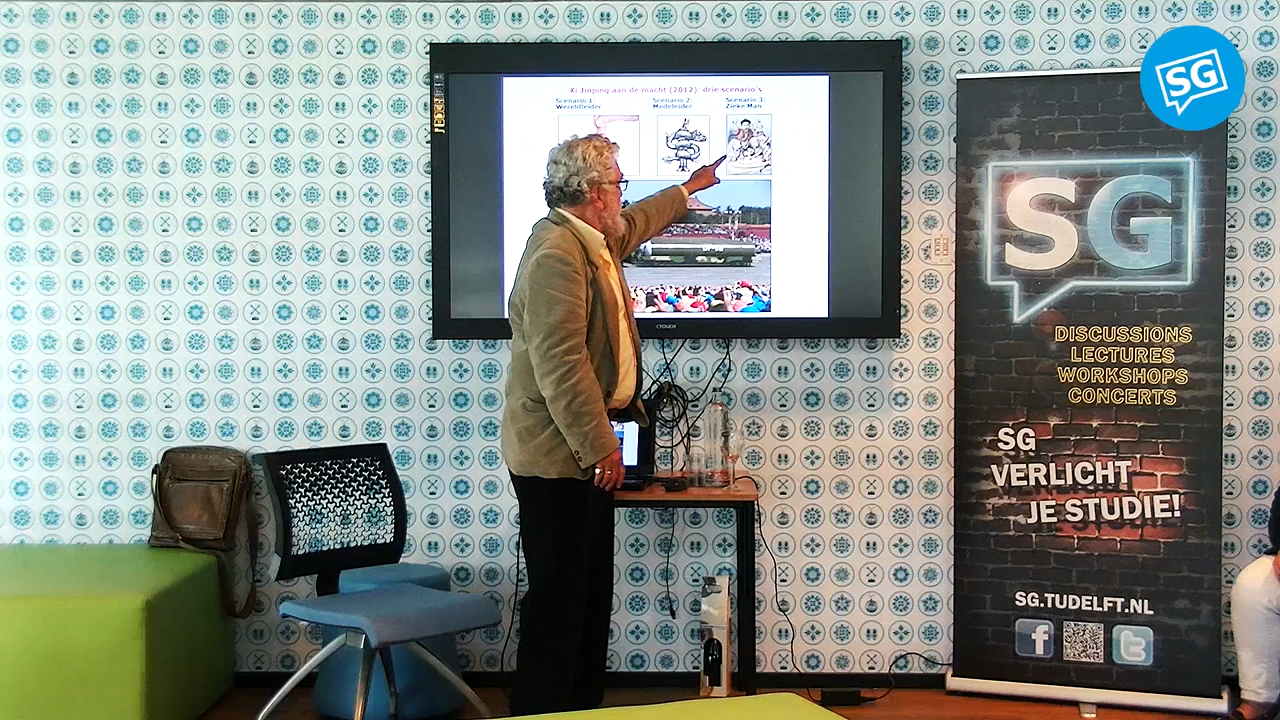 Xi Jinping aan de macht (2012): drie scenario's
Scenario 1:
Wereldleider
Scenario 2:
Medeleider
Scenario 3:
Zieke Man
CTOUCH
SG
SG
DISCUSSIONS
LECTURES
WORKSHOPS
CONCERTS
SG
VERLICHT
JE STUDIE!
SG.TUDELFT.NL